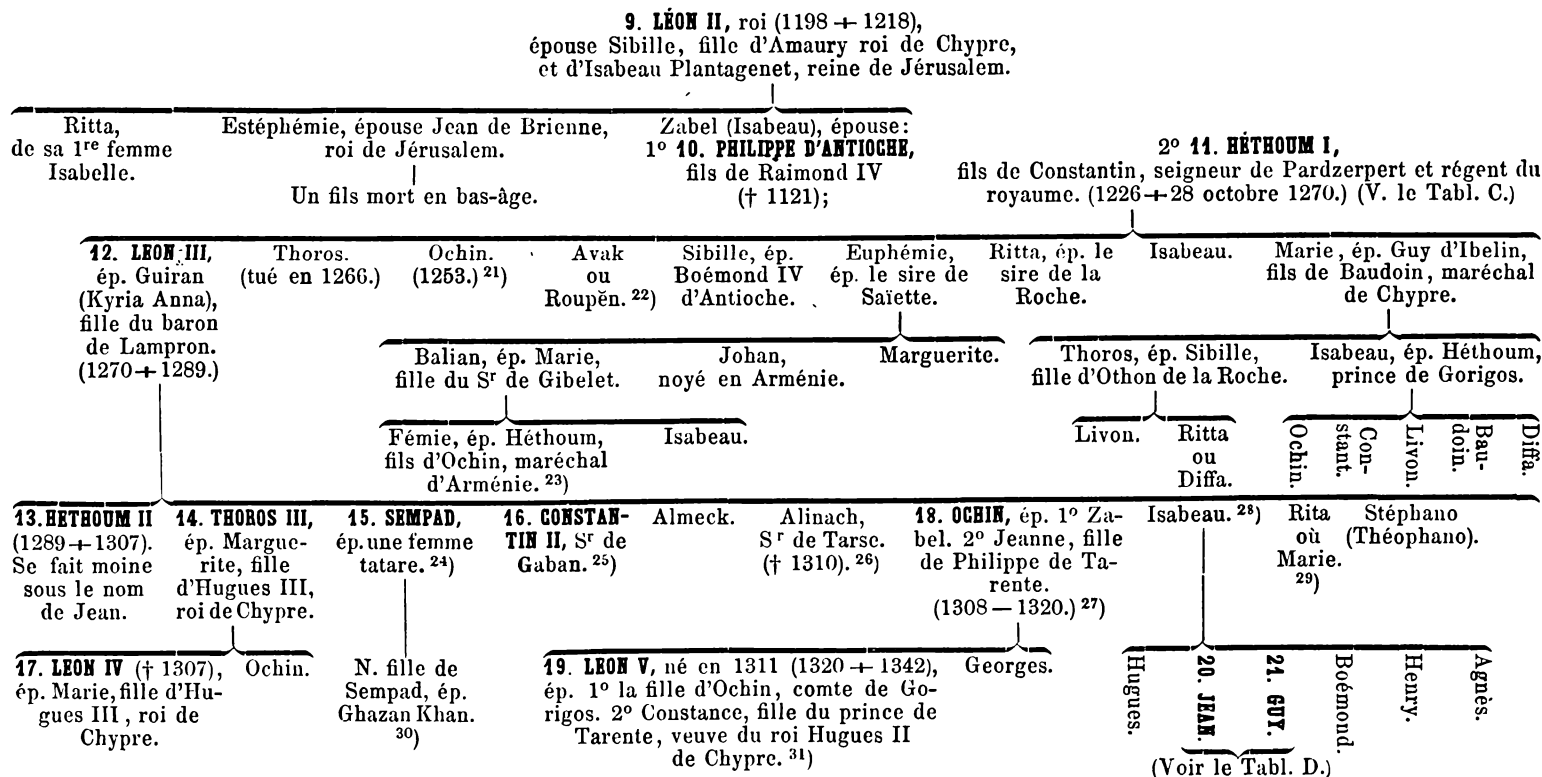 9. LÉON II, roi (1198 ∔ 1218),
épouse Sibille, fille d'Amaury roi de Chypre,
et d'Isabeau Plantagenet, reine de Jérusalem.
Ritta,
de sa 1re femme
Isabelle.
Estéphémie, épouse Jean de Brienne,
roi de Jérusalem.
Un fils mort en bas-âge.
Zabel (Isabeau), épouse:
1º 10. PHILIPPE D'ANTIOCHE,
fils de Raimond IV
(† 1121);
2º 11. HÉTHOUM I,
fils de Constantin, seigneur de Pardzerpert et régent du
royaume. (1226 ∔ 28 octobre 1270.) (V. le Tabl. C.)
12. LEON III,
ép. Guiran
(Kyria Anna),
fille du baron
de Lampron.
(1270 ∔ 1289.)
Thoros.
(tué en 1266.)
Ochin.
(1253.) 21)
Avak
ou
Roupĕn. 22)
Sibille, ép.
Boémond IV
d'Antioche.
Euphémie,
ép. le sire de
Saïette.
Ritta, ép. le
sire de la
Roche.
Isabeau.
Marie, ép. Guy d'Ibelin,
fils de Baudoin, maréchal
de Chypre.
Balian, ép. Marie,
fille du Sr de Gibelet.
Johan,
noyé en Arménie.
Marguerite.
Thoros, ép. Sibille,
fille d'Othon de la Roche.
Isabeau, ép. Héthoum,
prince de Gorigos.
Fémie, ép. Héthoum,
fils d'Ochin, maréchal
d'Arménie. 23)
Isabeau.
Livon.
Ritta
ou
Diffa.
Ochin.
Con-
stant.
Livon.
Bau-
doin.
Diffa.
13. HETHOUM II
(1289 ∔ 1307).
Se fait moine
sous le nom
de Jean.
14. THOROS III,
ép. Margue-
rite, fille
d'Hugues III,
roi de Chypre.
15. SEMPAD,
ép. une femme
tatare. 24)
16. CONSTAN-
TIN II, Sr de
Gaban. 25)
Almeck.
Alinach,
Sr de Tarse.
(† 1310). 26)
18. OCHIN, ép. 1º Za-
bel. 2º Jeanne, fille
de Philippe de Ta-
rente.
(1308 — 1320.) 27)
Isabeau. 28)
Rita
où
Marie.
29)
Stéphano
(Théophano).
17. LEON IV († 1307),
ép. Marie, fille d'Hu-
gues III, roi de
Chypre.
Ochin.
N. fille de
Sempad, ép.
Ghazan Khan.
30)
19. LEON V, né en 1311 (1320 ∔ 1342),
ép. 1º la fille d'Ochin, comte de Go-
rigos. 2º Constance, fille du prince de
Tarente, veuve du roi Hugues II
de Chypre. 31)
Georges.
Hugues.
20. JEAN.
21. GUY.
Boémond.
Henry.
Agnès.
(Voir le Tabl. D.)